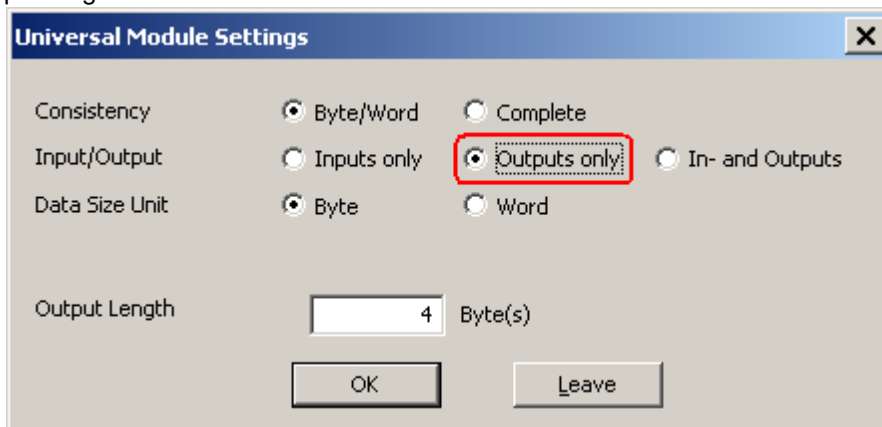 Universal Module Settings
Consistency Byte/Word Complete
Input/Output Inputs only Outputs only In- and Outputs
Data Size Unit Byte Word
Output Length 4 Byte(s)
OK Leave